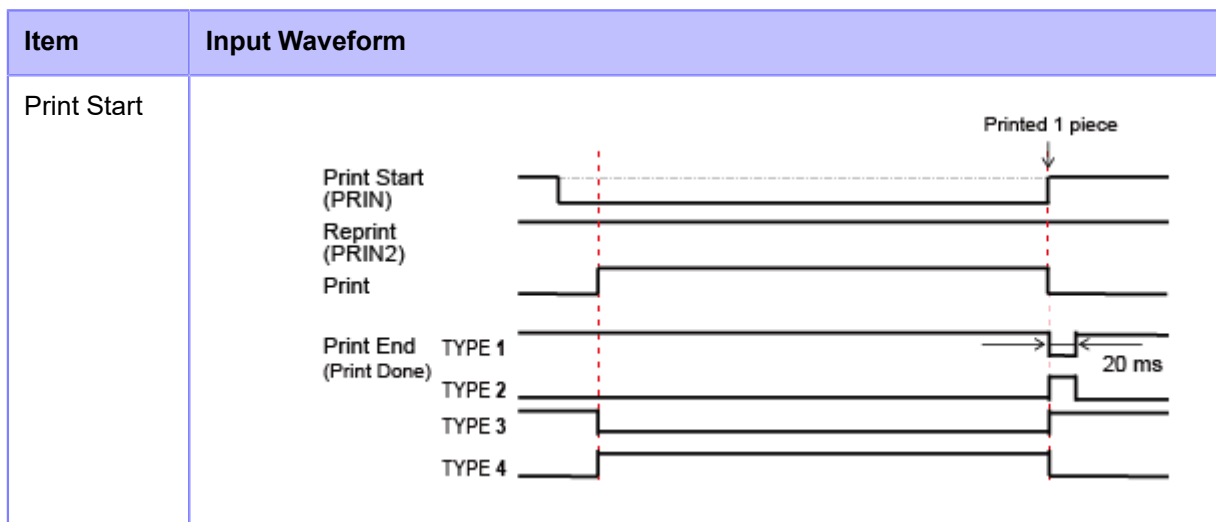 Item
Input Waveform
Print Start
Printed 1 piece
Print Start
(PRIN)
Reprint
(PRIN2)
Print
Print End
(Print Done)
TYPE 1
20 ms
TYPE 2
TYPE 3
TYPE 4